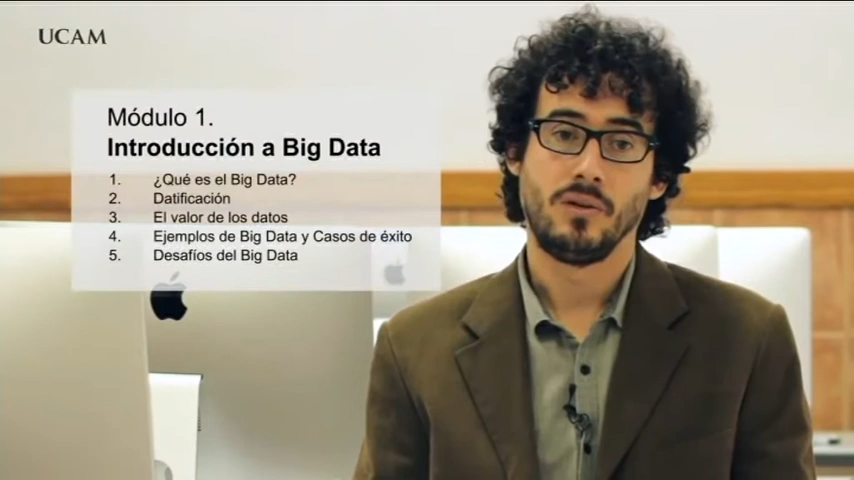 UCAM
Módulo 1.
Introducción a Big Data
1. ¿Qué es el Big Data?
2. Datificación
3. El valor de los datos
4. Ejemplos de Big Data y Casos de éxito
5. Desafíos del Big Data